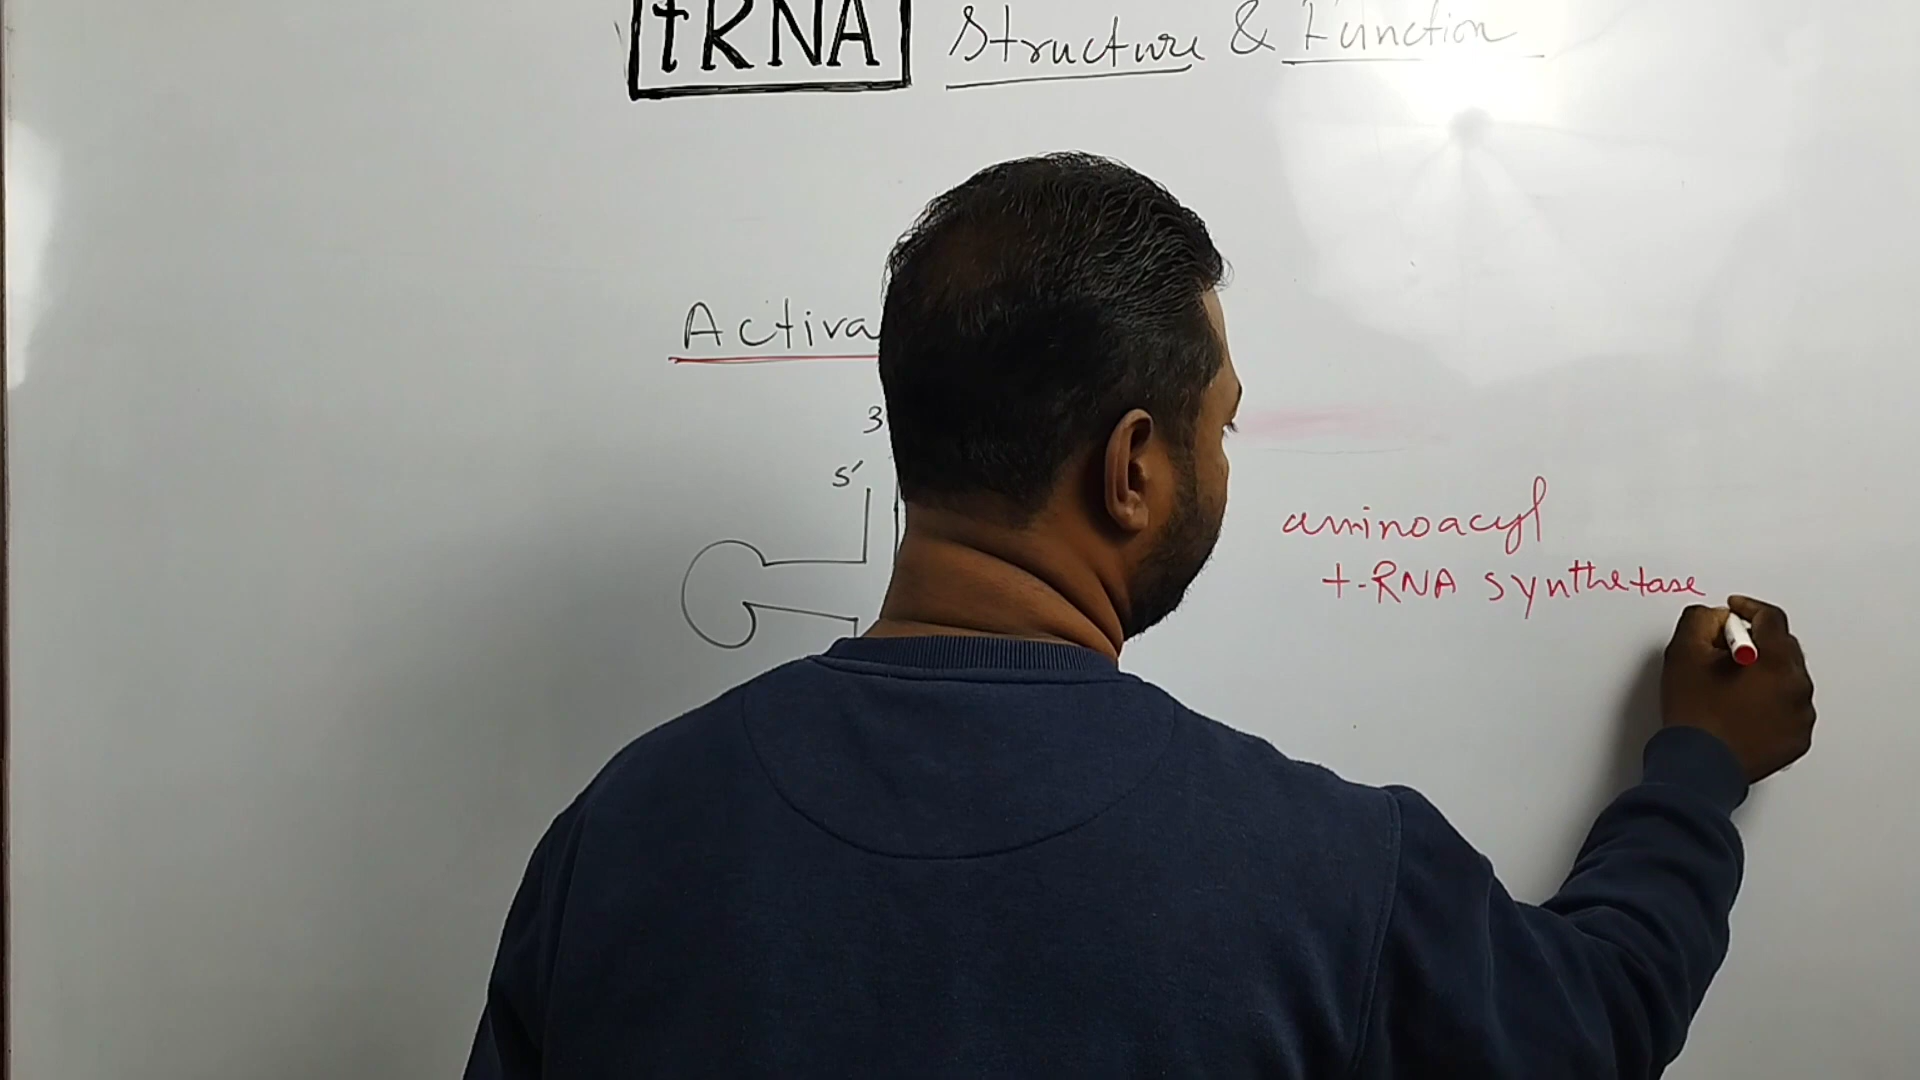 tRNA Structure & Function
Activa
3
5′
aminoacyl
t-RNA synthetase